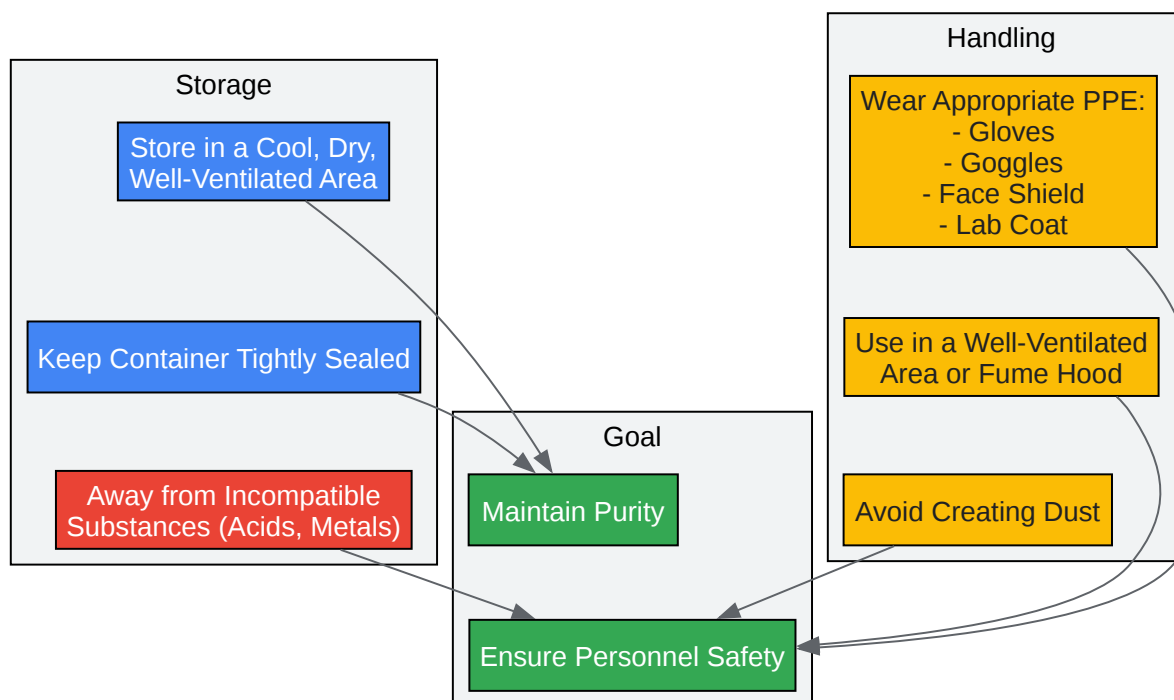 Storage
Store in a Cool, Dry,
Well-Ventilated Area
Keep Container Tightly Sealed
Away from Incompatible
Substances (Acids, Metals)
Goal
Maintain Purity
Ensure Personnel Safety
Handling
Wear Appropriate PPE:
- Gloves
- Goggles
- Face Shield
- Lab Coat
Use in a Well-Ventilated
Area or Fume Hood
Avoid Creating Dust